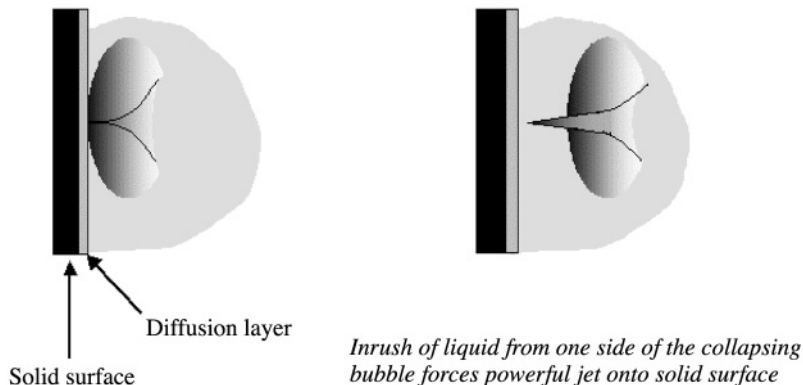 Diffusion layer
Solid surface
Inrush of liquid from one side of the collapsing
bubble forces powerful jet onto solid surface